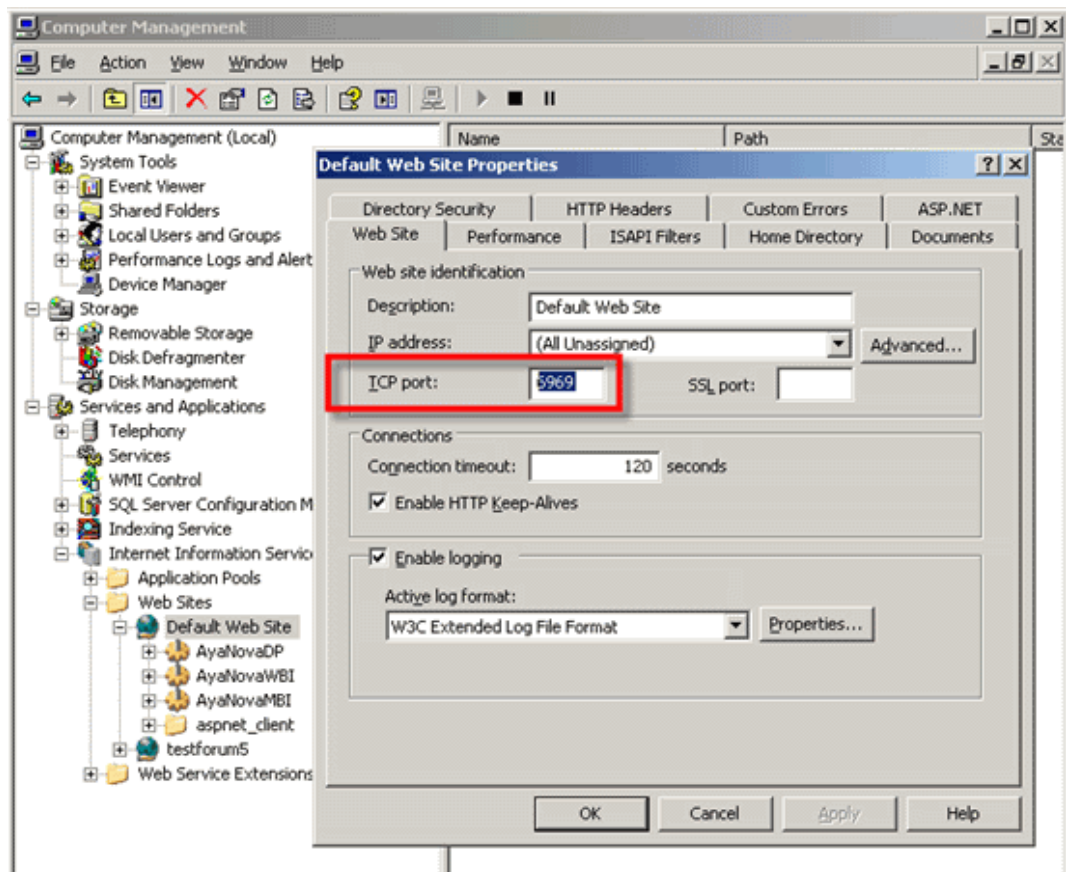 Computer Management
File Action View Window Help
Computer Management (Local)
System Tools
Event Viewer
Shared Folders
Local Users and Groups
Performance Logs and Alert
Device Manager
Storage
Removable Storage
Disk Defragmenter
Disk Management
Services and Applications
Telephony
Services
WMI Control
SQL Server Configuration M
Indexing Service
Internet Information Servic
Application Pools
Web Sites
Default Web Site
AyaNovaDP
AyaNovaWBI
AyaNovaMBI
aspnet_client
testforum5
Web Service Extensions
Name Path Sta
Default Web Site Properties
Directory Security HTTP Headers Custom Errors ASP.NET
Web Site Performance ISAPI Filters Home Directory Documents
Web site identification
Description: Default Web Site
IP address: (All Unassigned) Advanced...
TCP port: 5969 SSL port:
Connections
Connection timeout: 120 seconds
Enable HTTP Keep-Alives
Enable logging
Active log format:
W3C Extended Log File Format Properties...
OK Cancel Apply Help